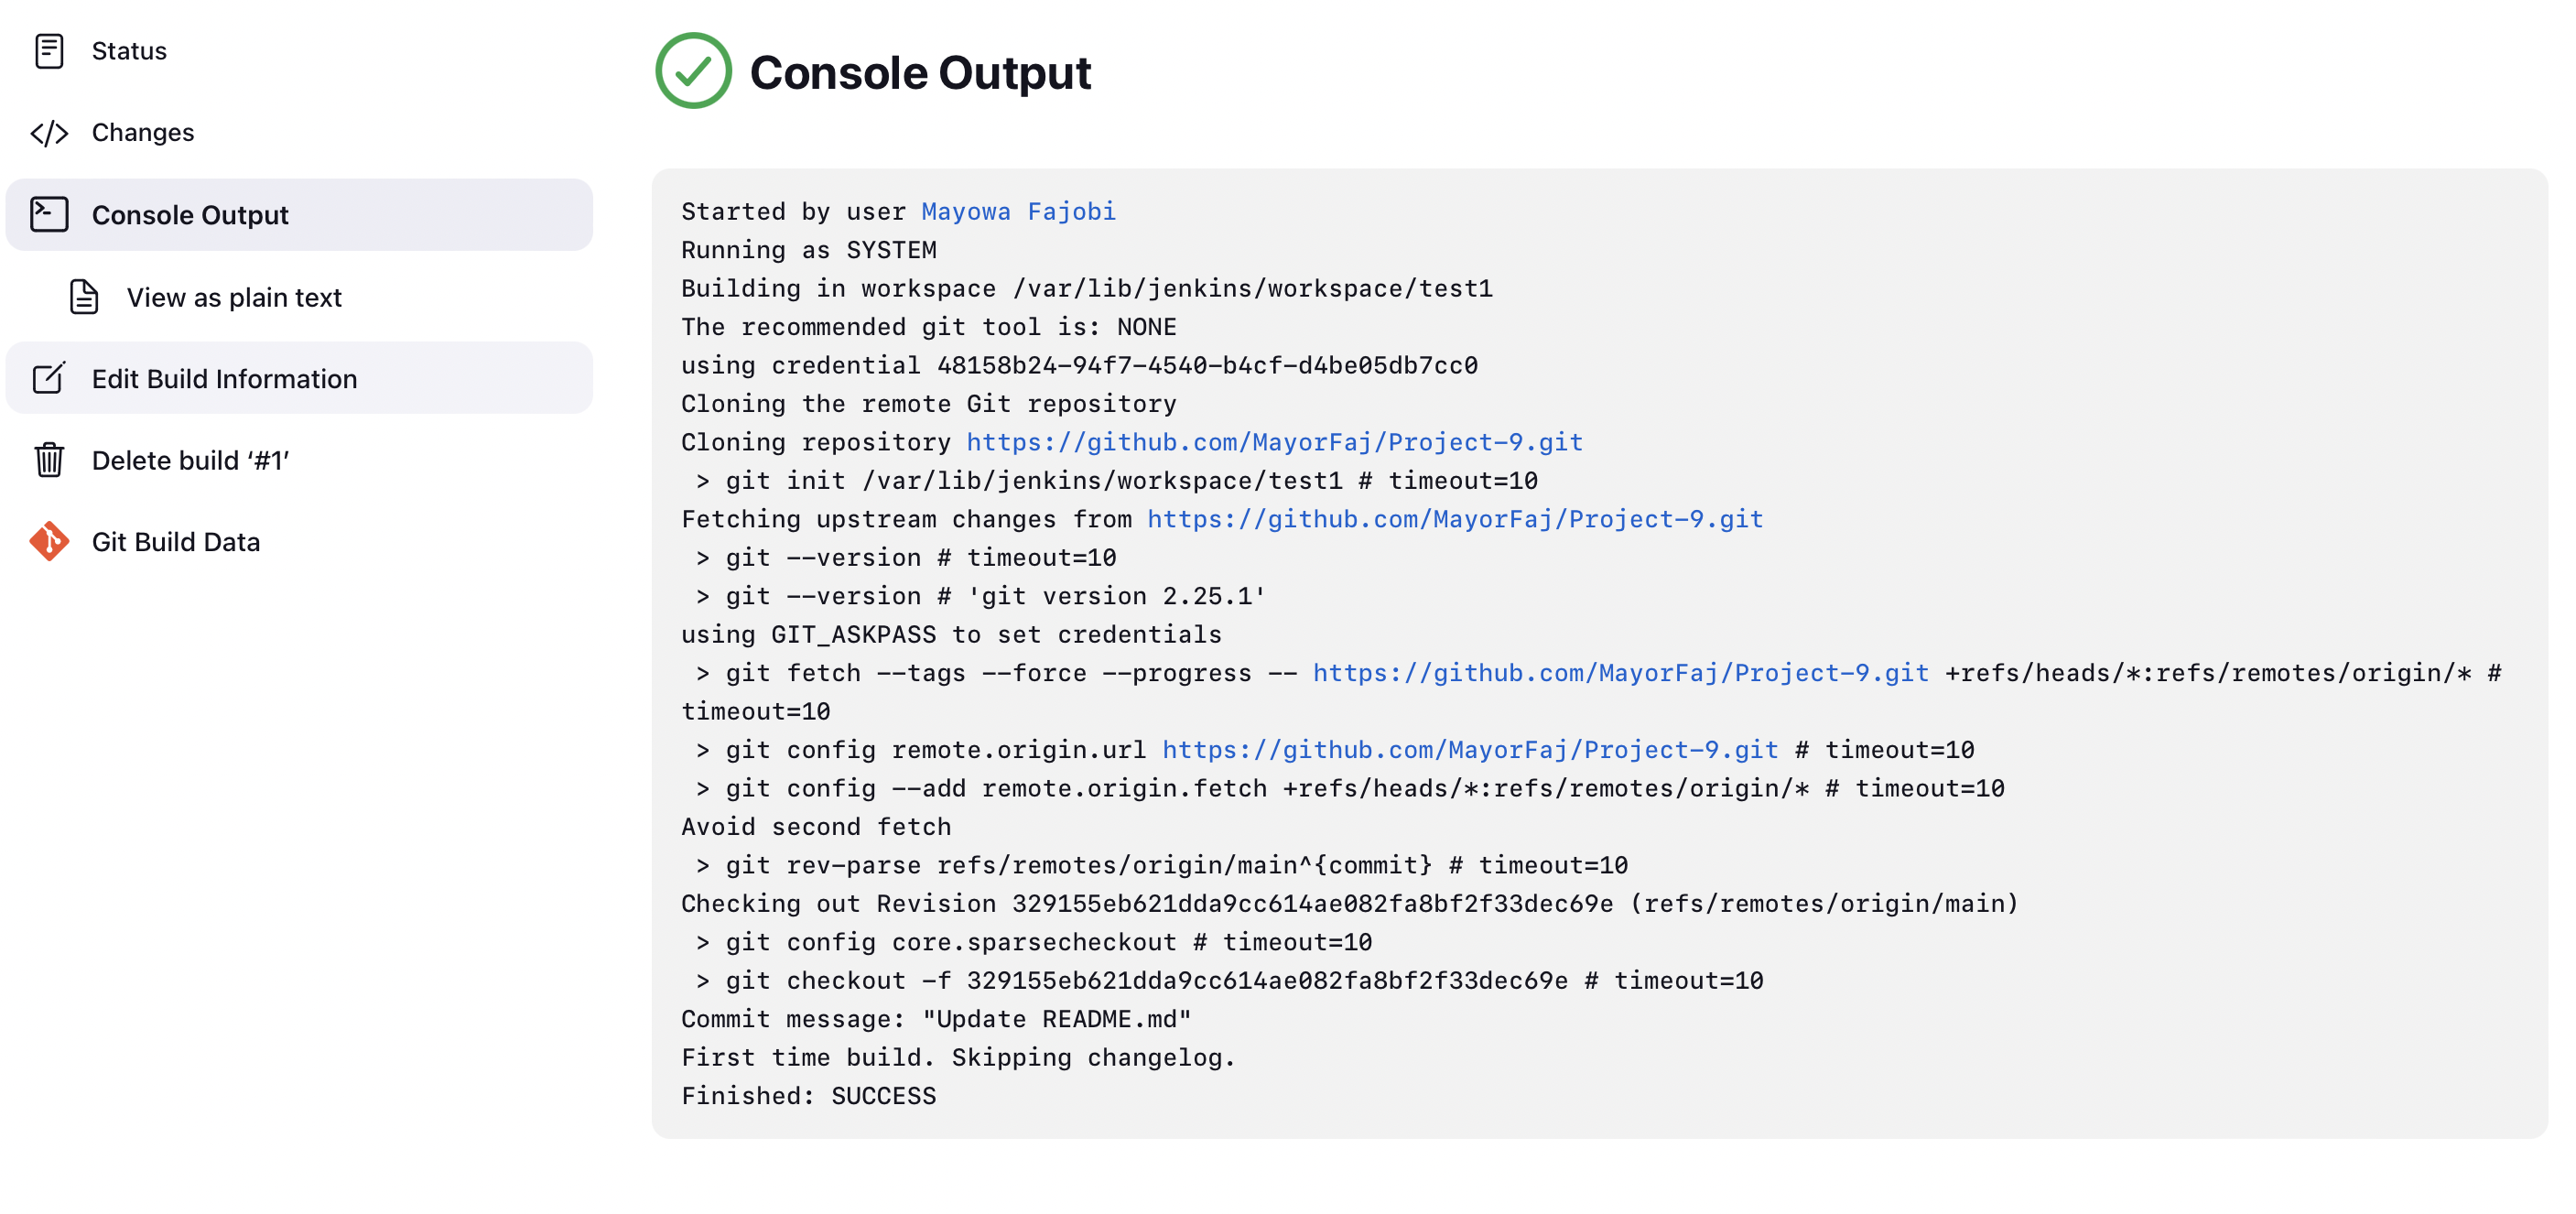 Status
Changes
Console Output
View as plain text
Edit Build Information
Delete build ‘#1’
Git Build Data
Console Output
Started by user Mayowa Fajobi
Running as SYSTEM
Building in workspace /var/lib/jenkins/workspace/test1
The recommended git tool is: NONE
using credential 48158b24-94f7-4540-b4cf-d4be05db7cc0
Cloning the remote Git repository
Cloning repository https://github.com/MayorFaj/Project-9.git
 > git init /var/lib/jenkins/workspace/test1 # timeout=10
Fetching upstream changes from https://github.com/MayorFaj/Project-9.git
 > git --version # timeout=10
 > git --version # 'git version 2.25.1'
using GIT_ASKPASS to set credentials
 > git fetch --tags --force --progress -- https://github.com/MayorFaj/Project-9.git +refs/heads/*:refs/remotes/origin/* #
timeout=10
 > git config remote.origin.url https://github.com/MayorFaj/Project-9.git # timeout=10
 > git config --add remote.origin.fetch +refs/heads/*:refs/remotes/origin/* # timeout=10
Avoid second fetch
 > git rev-parse refs/remotes/origin/main^{commit} # timeout=10
Checking out Revision 329155eb621dda9cc614ae082fa8bf2f33dec69e (refs/remotes/origin/main)
 > git config core.sparsecheckout # timeout=10
 > git checkout -f 329155eb621dda9cc614ae082fa8bf2f33dec69e # timeout=10
Commit message: "Update README.md"
First time build. Skipping changelog.
Finished: SUCCESS